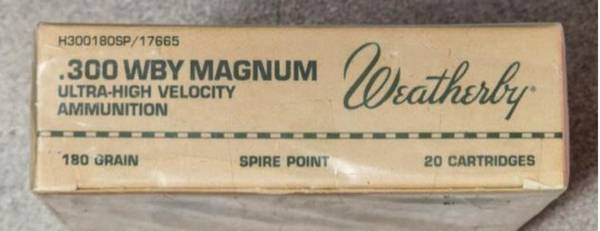 H300180SP/17665
.300 WBY MAGNUM
ULTRA-HIGH VELOCITY
AMMUNITION
Weatherby®
180 GRAIN SPIRE POINT 20 CARTRIDGES